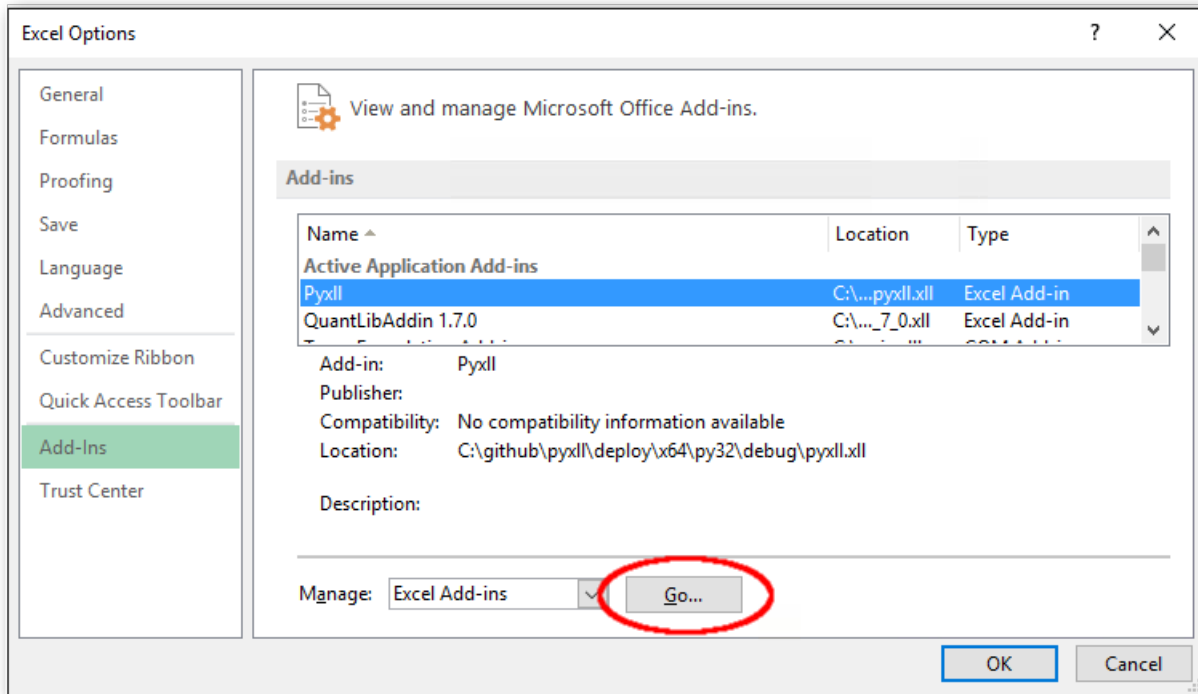 Excel Options ?
General
Formulas
Proofing
Save
Language
Advanced
Customize Ribbon
Quick Access Toolbar
Add-Ins
Trust Center
View and manage Microsoft Office Add-ins.
Add-ins
Name Location Type
Active Application Add-ins
Pyxll C:\...pyxll.xll Excel Add-in
QuantLibAddin 1.7.0 C:\..._7_0.xll Excel Add-in
Add-in: Pyxll
Publisher:
Compatibility: No compatibility information available
Location: C:\github\pyxll\deploy\x64\py32\debug\pyxll.xll
Description:
Manage: Excel Add-ins Go...
OK Cancel